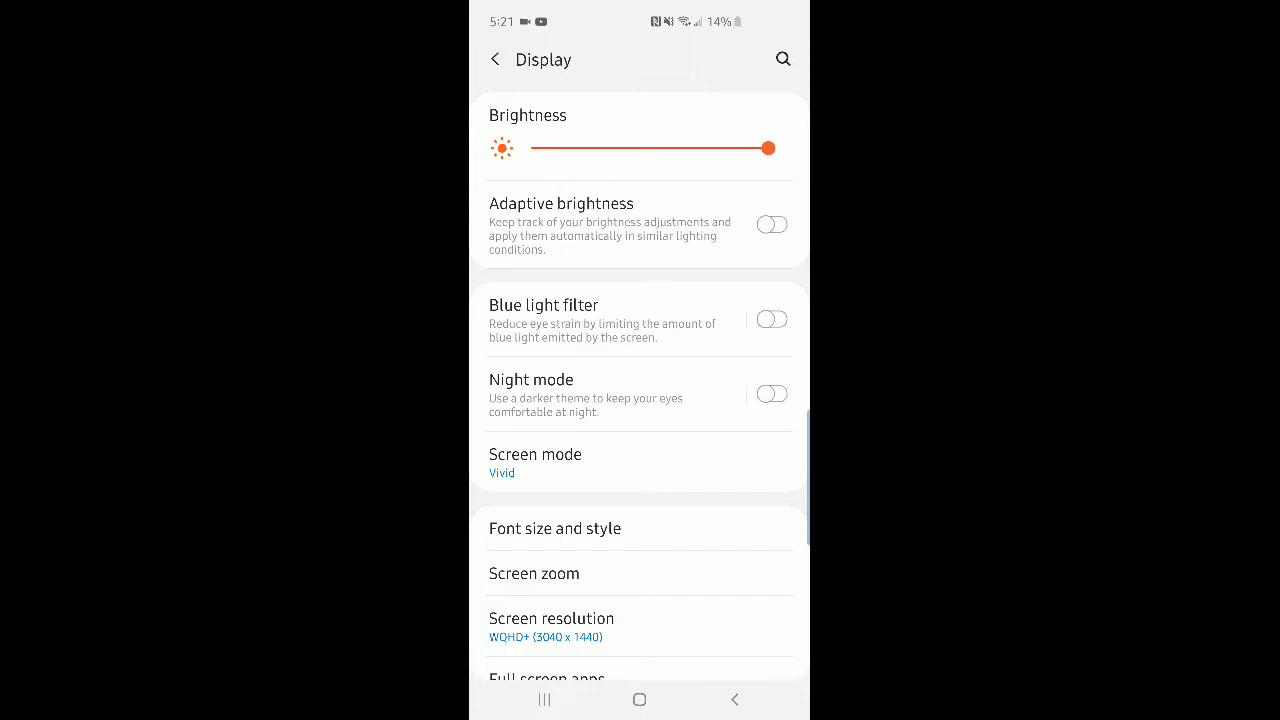 5:21 14%
Display
Brightness
Adaptive brightness
Keep track of your brightness adjustments and
apply them automatically in similar lighting
conditions.
Blue light filter
Reduce eye strain by limiting the amount of
blue light emitted by the screen.
Night mode
Use a darker theme to keep your eyes
comfortable at night.
Screen mode
Vivid
Font size and style
Screen zoom
Screen resolution
WQHD+ (3040 x 1440)
Full screen apps